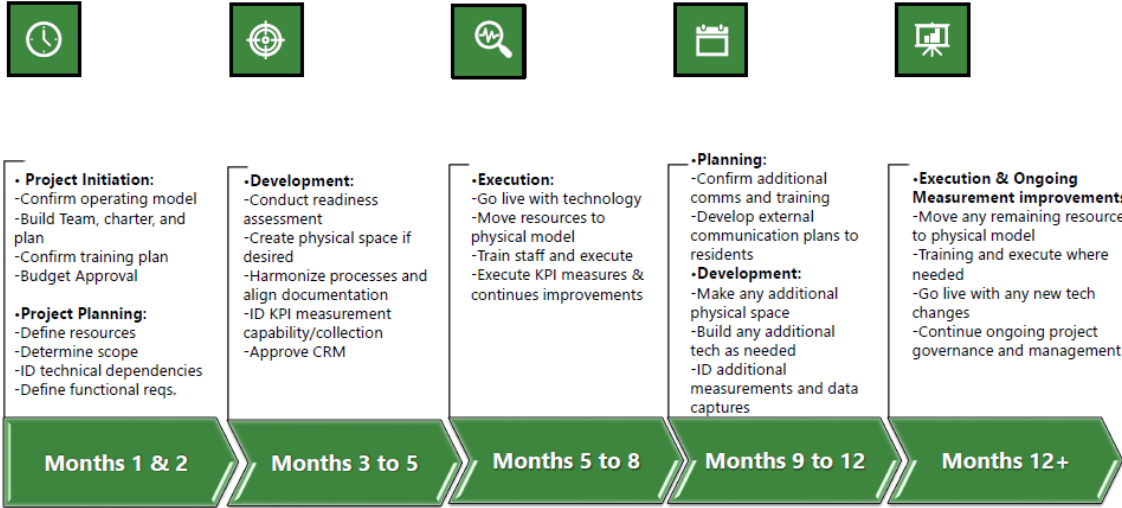 • Project Initiation:
-Confirm operating model
-Build Team, charter, and
plan
-Confirm training plan
-Budget Approval
•Project Planning:
-Define resources
-Determine scope
-ID technical dependencies
-Define functional reqs.
Months 1 & 2
•Development:
-Conduct readiness
assessment
-Create physical space if
desired
-Harmonize processes and
align documentation
-ID KPI measurement
capability/collection
-Approve CRM
Months 3 to 5
•Execution:
-Go live with technology
-Move resources to
physical model
-Train staff and execute
-Execute KPI measures &
continues improvements
Months 5 to 8
•Planning:
-Confirm additional
comms and training
-Develop external
communication plans to
residents
•Development:
-Make any additional
physical space
-Build any additional
tech as needed
-ID additional
measurements and data
captures
Months 9 to 12
•Execution & Ongoing
Measurement improvements
-Move any remaining resource
to physical model
-Training and execute where
needed
-Go live with any new tech
changes
-Continue ongoing project
governance and management
Months 12+